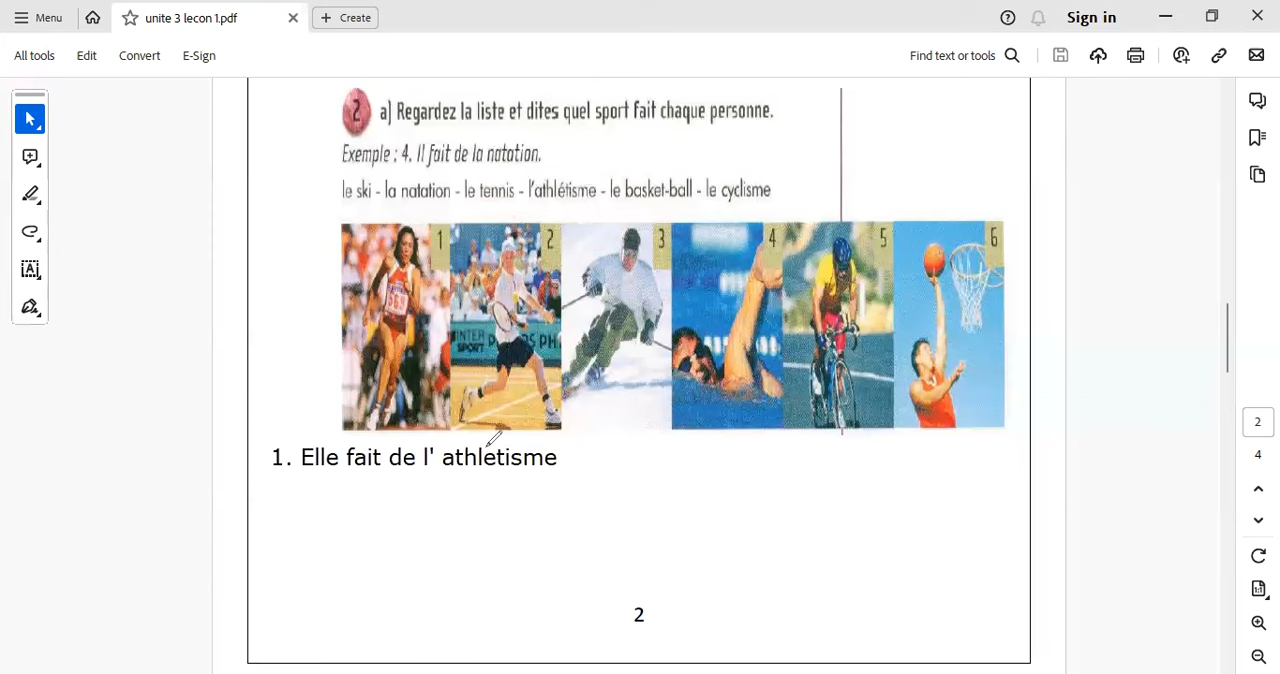 Menu
unite 3 lecon 1.pdf
Create
Sign in
All tools
Edit
Convert
E-Sign
Find text or tools
2 a) Regardez la liste et dites quel sport fait chaque personne.
Exemple : 4. Il fait de la natation.
le ski - la natation - le tennis - l'athlétisme - le basket-ball - le cyclisme
1 2 3 4 5 6
569
INTER
SPORT
1. Elle fait de l' athletisme
2
2
4